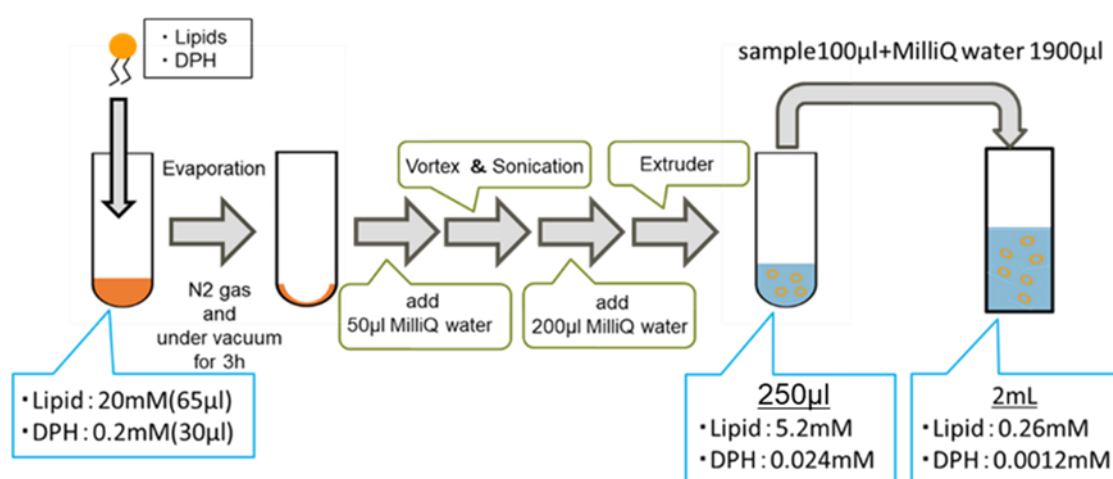 ・Lipids
・DPH
sample100μl+MilliQ water 1900μl
Evaporation
Vortex & Sonication
Extruder
N2 gas
and
under vacuum
for 3h
add
50μl MilliQ water
add
200μl MilliQ water
・Lipid : 20mM(65μl)
・DPH : 0.2mM(30μl)
250μl
・Lipid : 5.2mM
・DPH : 0.024mM
2mL
・Lipid : 0.26mM
・DPH : 0.0012mM